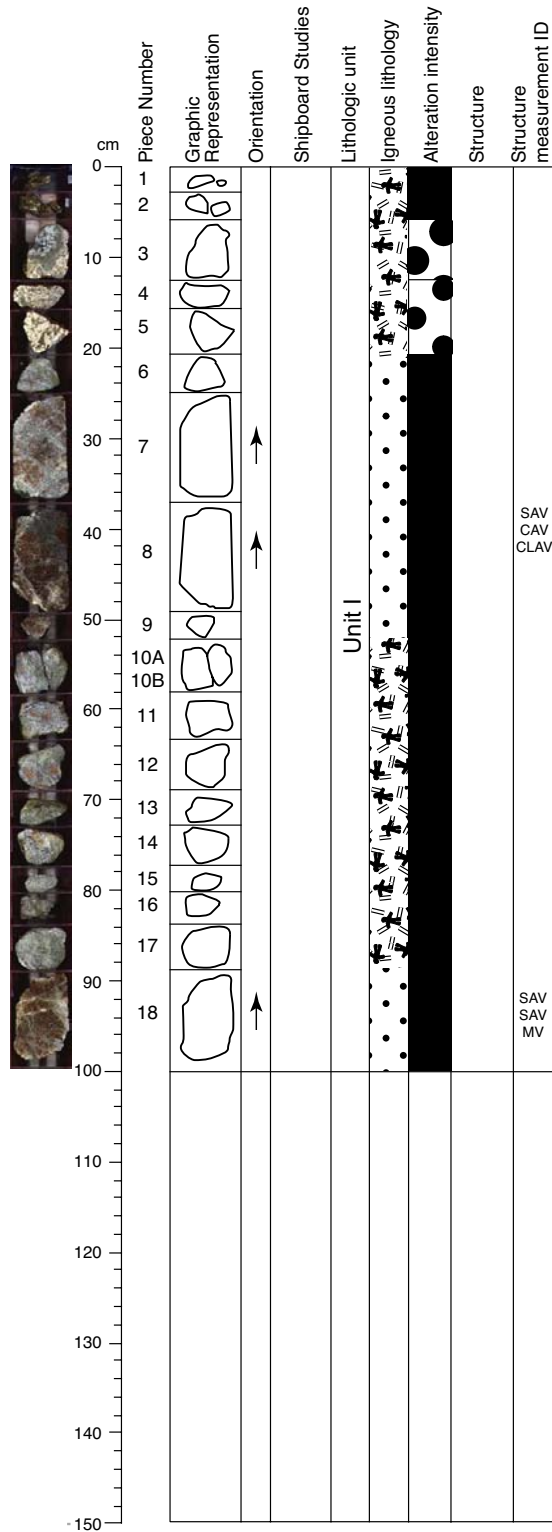 cm
Piece Number
Graphic
Representation
Orientation
Shipboard Studies
Lithologic unit
Igneous lithology
Alteration intensity
Structure
Structure
measurement ID
0
10
20
30
40
50
60
70
80
90
100
110
120
130
140
150
1
2
3
4
5
6
7
8
9
10A
10B
11
12
13
14
15
16
17
18
Unit I
SAV
CAV
CLAV
SAV
SAV
MV